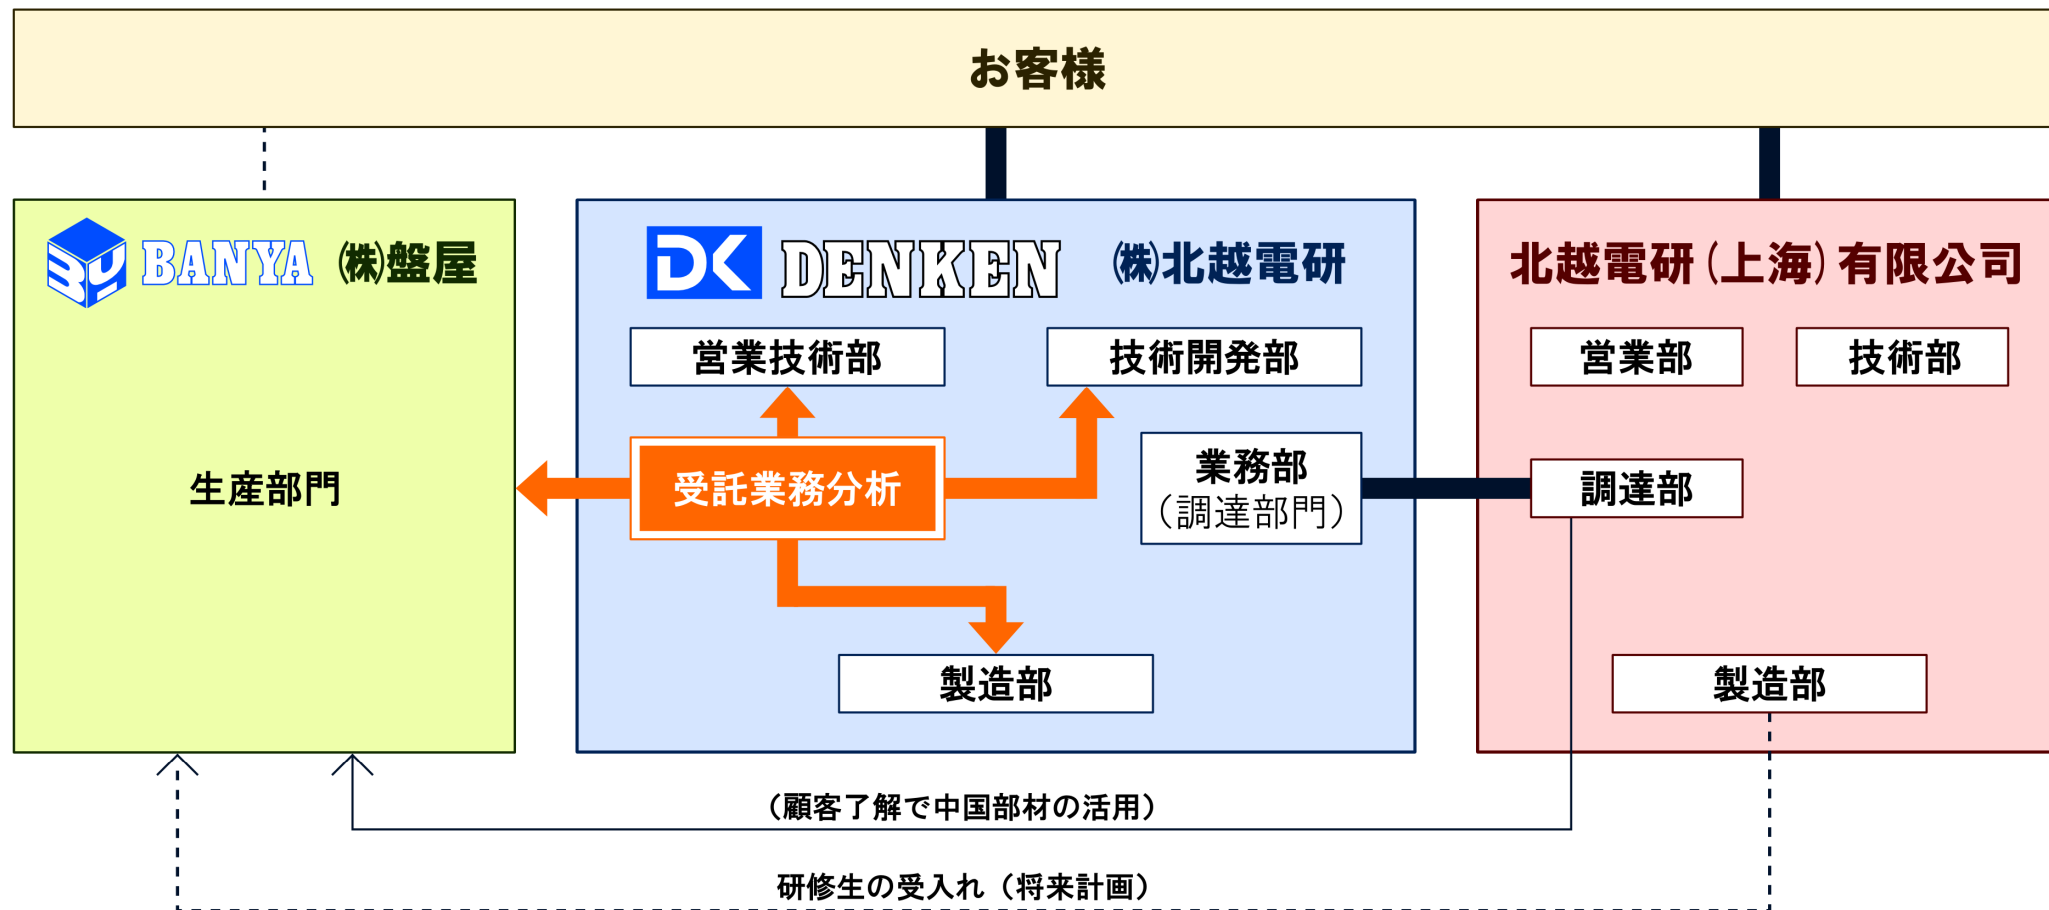 お客様
BY BANYA ㈱盤屋
DK DENKEN ㈱北越電研
北越電研(上海)有限公司
営業技術部
技術開発部
営業部
技術部
生産部門
受託業務分析
業務部
（調達部門）
調達部
製造部
製造部
（顧客了解で中国部材の活用）
研修生の受入れ（将来計画）